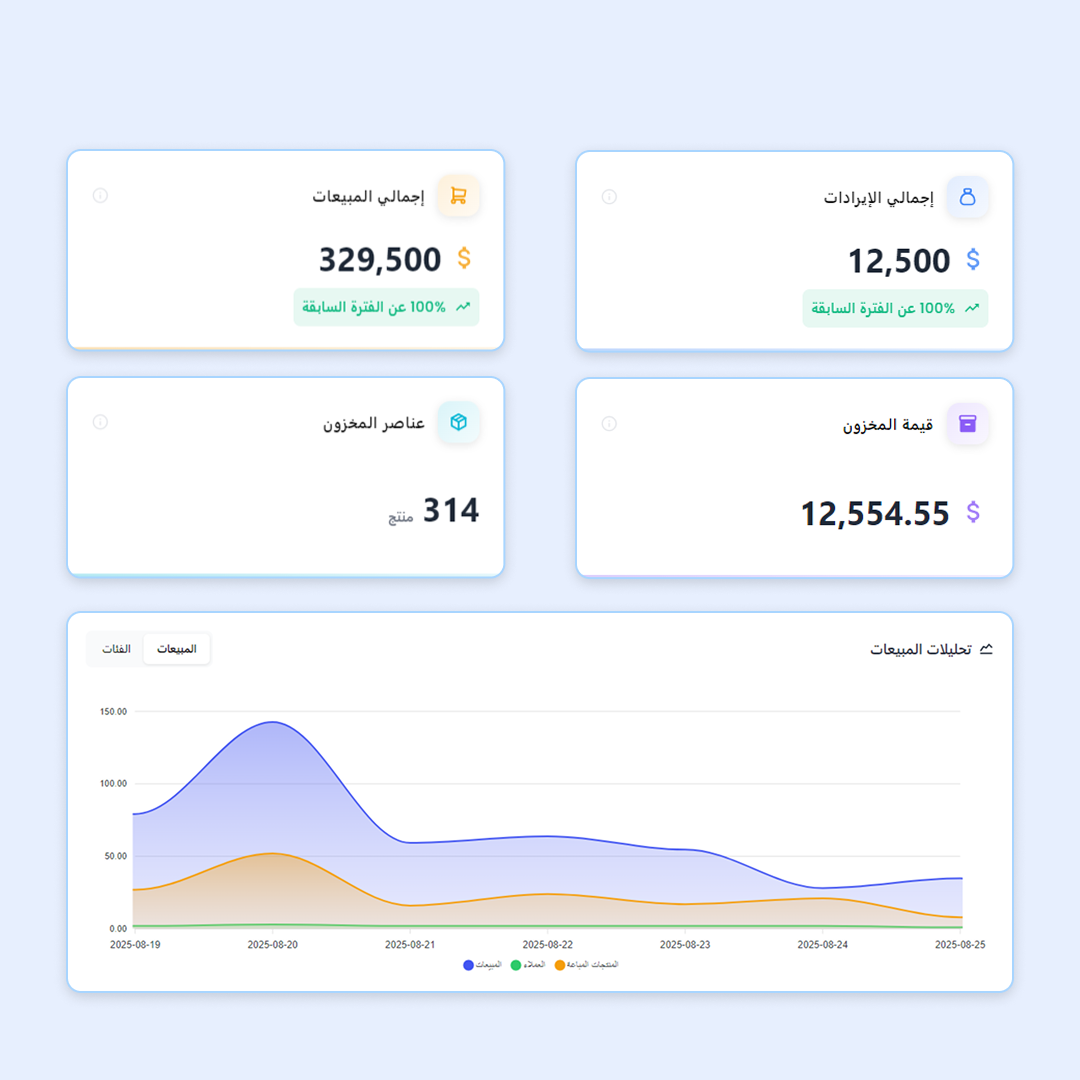 إجمالي الإيرادات
$ 12,500
100% عن الفترة السابقة
إجمالي المبيعات
$ 329,500
100% عن الفترة السابقة
قيمة المخزون
$ 12,554.55
عناصر المخزون
314 منتج
تحليلات المبيعات
المبيعات
الفئات
150.00
100.00
50.00
0.00
2025-08-19
2025-08-20
2025-08-21
2025-08-22
2025-08-23
2025-08-24
2025-08-25
المنتجات المباعة
العملاء
المبيعات